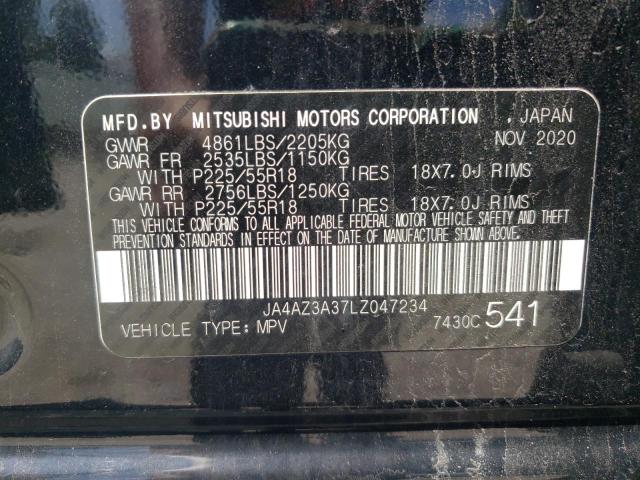 MFD.BY MITSUBISHI MOTORS CORPORATION , JAPAN
GVWR 4861LBS/2205KG NOV 2020
GAWR FR 2535LBS/1150KG
WITH P225/55R18 TIRES 18X7.0J RIMS
GAWR RR 2756LBS/1250KG
WITH P225/55R18 TIRES 18X7.0J RIMS
THIS VEHICLE CONFORMS TO ALL APPLICABLE FEDERAL MOTOR VEHICLE SAFETY AND THEFT
PREVENTION STANDARDS IN EFFECT ON THE DATE OF MANUFACTURE SHOWN ABOVE.
JA4AZ3A37LZ047234
VEHICLE TYPE: MPV 7430C 541